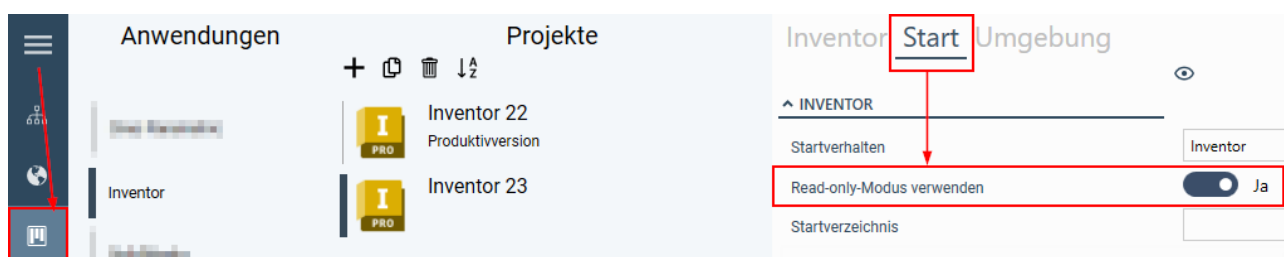 Anwendungen
Projekte
Inventor Start Umgebung
INVENTOR
I
PRO
Inventor 22
Produktivversion
Startverhalten
Inventor
Inventor
I
PRO
Inventor 23
Read-only-Modus verwenden
Ja
Startverzeichnis